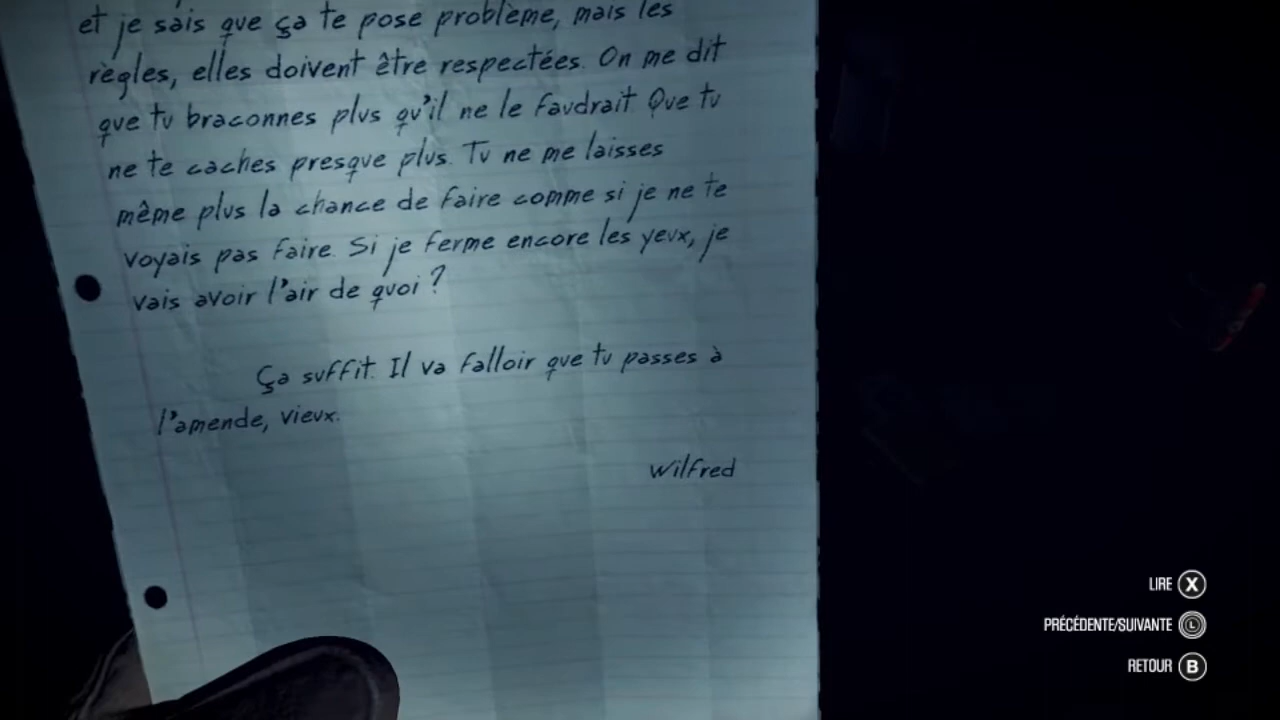 et je sais que ça te pose problème, mais les
règles, elles doivent être respectées. On me dit
que tu braconnes plus qu'il ne le faudrait. Que tu
ne te caches presque plus. Tu ne me laisses
même plus la chance de faire comme si je ne te
voyais pas faire. Si je ferme encore les yeux, je
vais avoir l'air de quoi ?
Ça suffit. Il va falloir que tu passes à
l'amende, vieux.
Wilfred
LIRE X
PRÉCÉDENTE/SUIVANTE L
RETOUR B